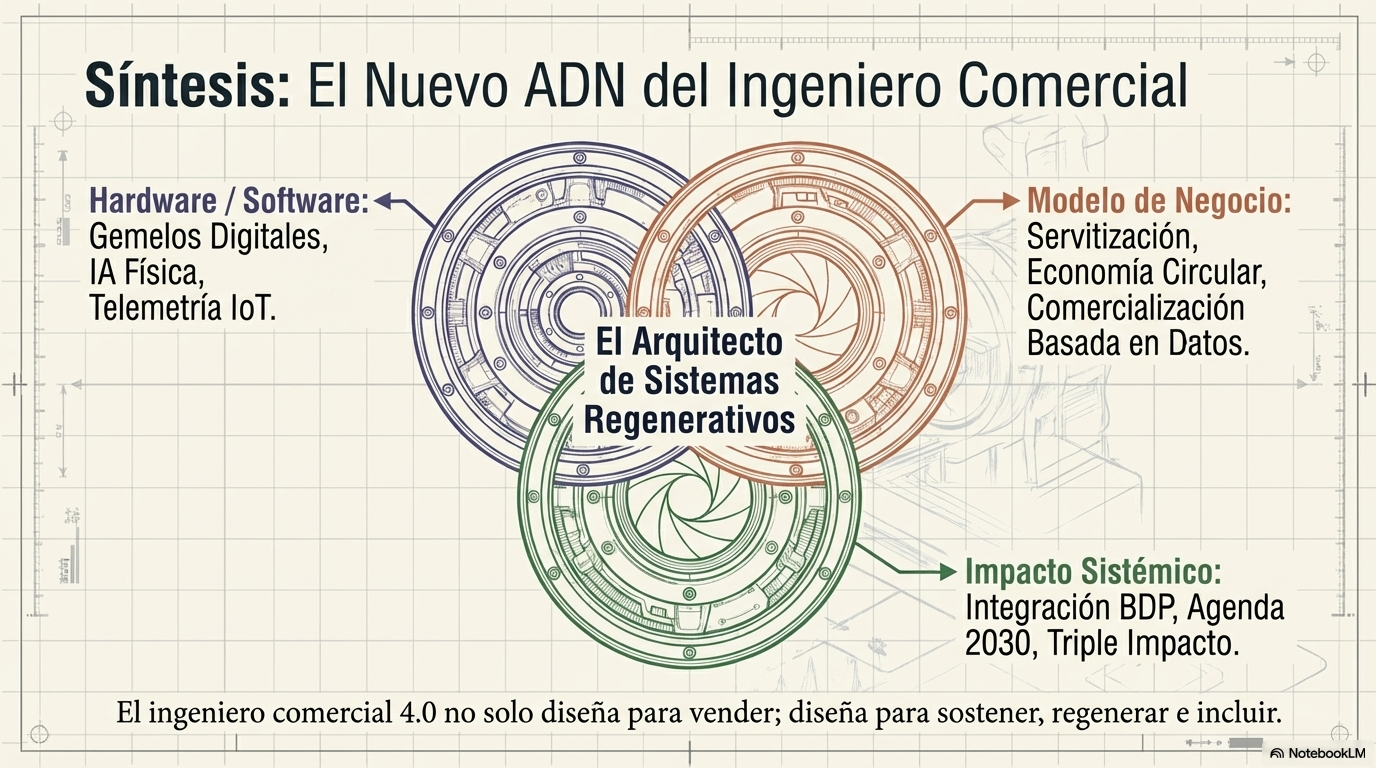 Síntesis: El Nuevo ADN del Ingeniero Comercial
Hardware / Software:
Gemelos Digitales,
IA Física,
Telemetría IoT.
Modelo de Negocio:
Servitización,
Economía Circular,
Comercialización
Basada en Datos.
El Arquitecto
de Sistemas
Regenerativos
Impacto Sistémico:
Integración BDP, Agenda
2030, Triple Impacto.
El ingeniero comercial 4.0 no solo diseña para vender; diseña para sostener, regenerar e incluir.
NotebookLM